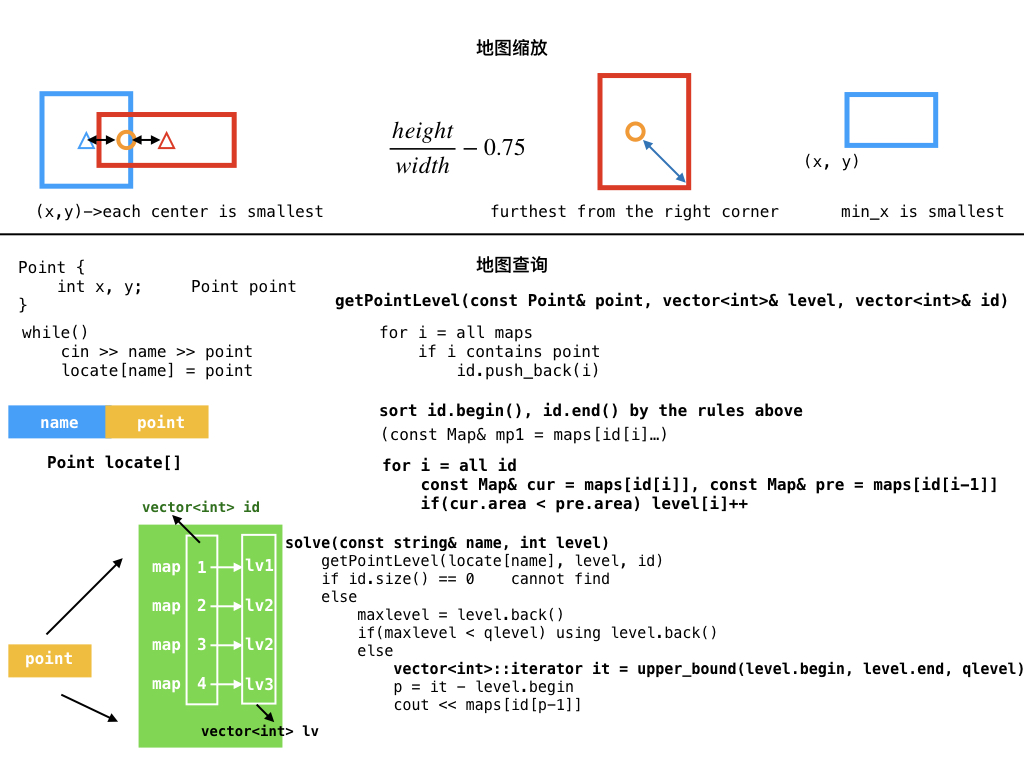 地图缩放
height
width
− 0.75
(x, y)
(x,y)->each center is smallest
furthest from the right corner
min_x is smallest
地图查询
Point {
int x, y; Point point
}
while()
cin >> name >> point
locate[name] = point
name point
Point locate[]
getPointLevel(const Point& point, vector<int>& level, vector<int>& id)
for i = all maps
if i contains point
id.push_back(i)
sort id.begin(), id.end() by the rules above
(const Map& mp1 = maps[id[i]…)
for i = all id
const Map& cur = maps[id[i]], const Map& pre = maps[id[i-1]]
if(cur.area < pre.area) level[i]++
vector<int> id
map 1 lv1
map 2 lv2
map 3 lv2
map 4 lv3
point
vector<int> lv
solve(const string& name, int level)
getPointLevel(locate[name], level, id)
if id.size() == 0 cannot find
else
maxlevel = level.back()
if(maxlevel < qlevel) using level.back()
else
vector<int>::iterator it = upper_bound(level.begin, level.end, qlevel)
p = it - level.begin
cout << maps[id[p-1]]